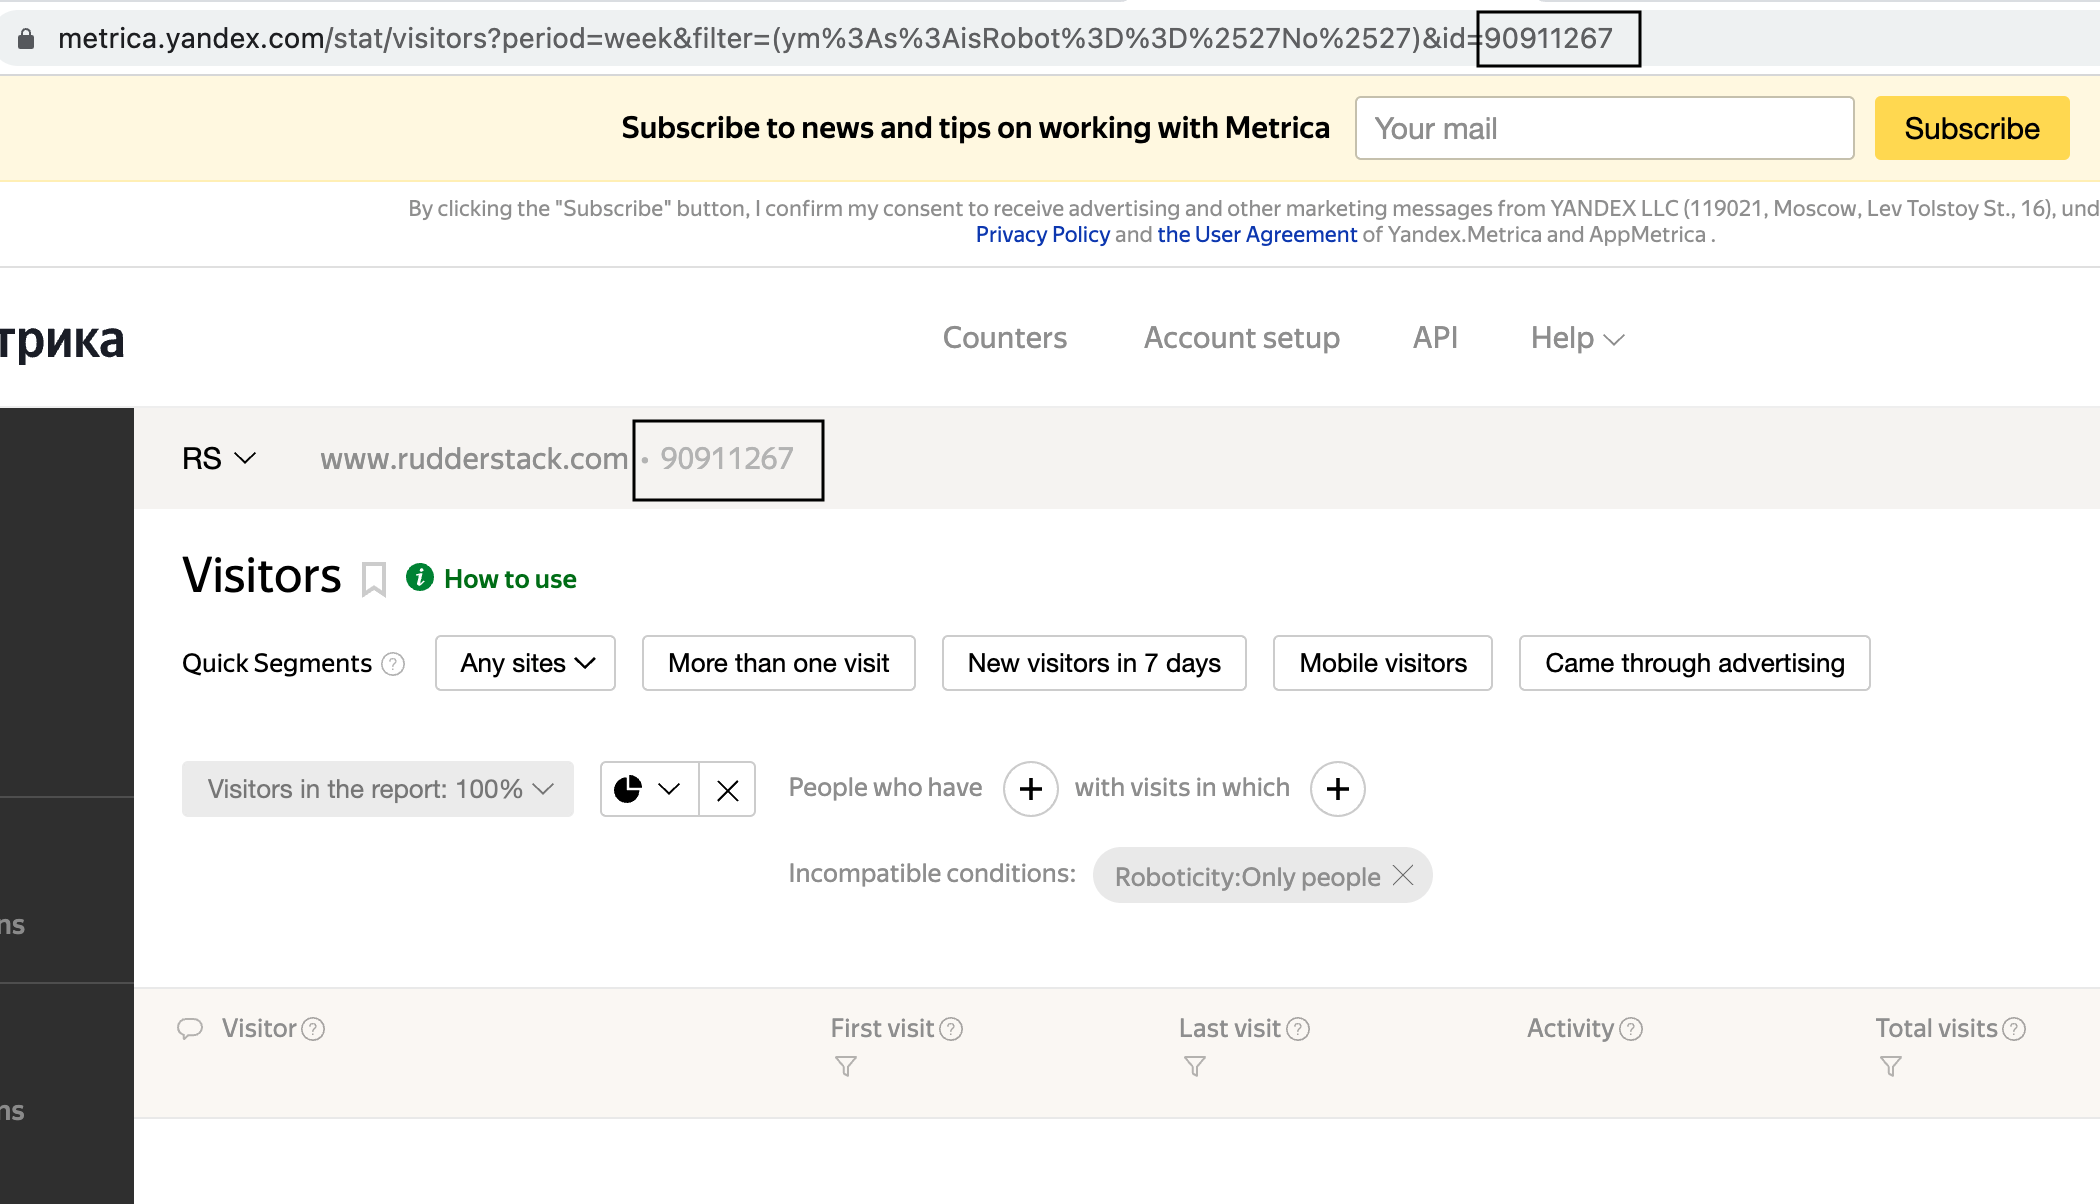 metrica.yandex.com/stat/visitors?period=week&filter=(ym%3As%3AisRobot%3D%3D%2527No%2527)&id=90911267
Subscribe to news and tips on working with Metrica Your mail Subscribe
By clicking the "Subscribe" button, I confirm my consent to receive advertising and other marketing messages from YANDEX LLC (119021, Moscow, Lev Tolstoy St., 16), und
Privacy Policy and the User Agreement of Yandex.Metrica and AppMetrica .
трика Counters Account setup API Help
RS www.rudderstack.com • 90911267
Visitors i How to use
Quick Segments ? Any sites More than one visit New visitors in 7 days Mobile visitors Came through advertising
Visitors in the report: 100% People who have + with visits in which +
Incompatible conditions: Roboticity:Only people
ns
Visitor ? First visit ? Last visit ? Activity ? Total visits ?
ns